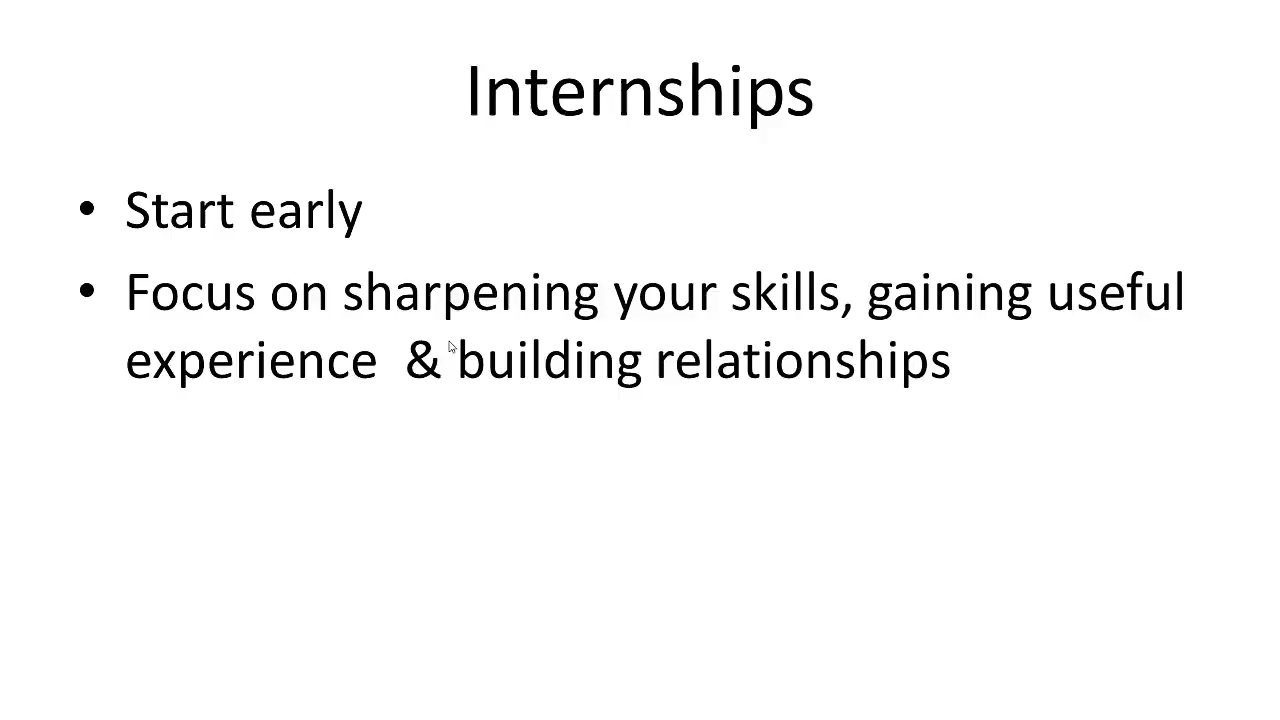 Internships
• Start early
• Focus on sharpening your skills, gaining useful
experience  & building relationships